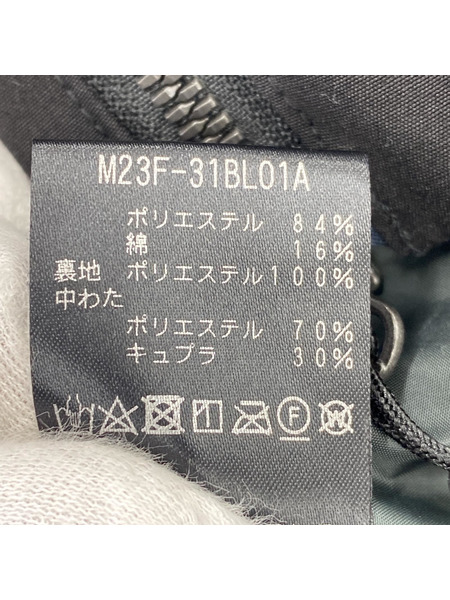 M23F-31BL01A
ポリエステル 84%
綿 16%
裏地 ポリエステル100%
中わた
ポリエステル 70%
キュプラ 30%
F W